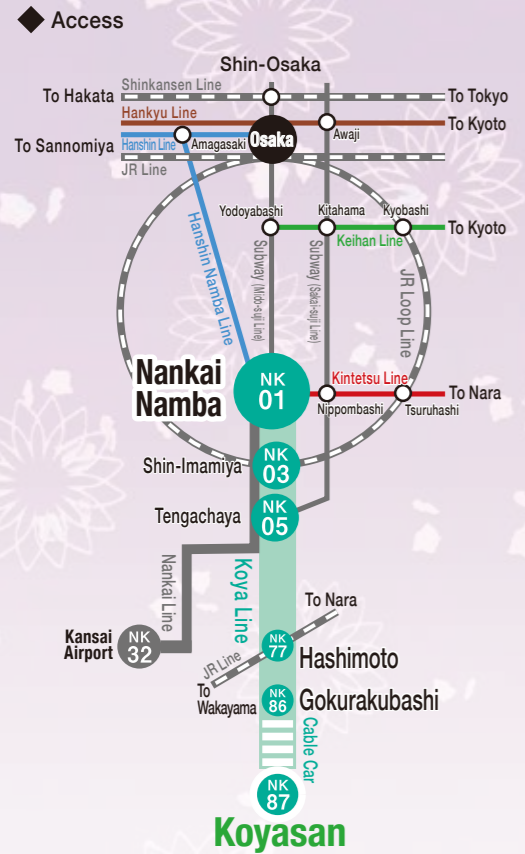 ◆ Access
Shin-Osaka
Shinkansen Line
To Hakata
To Tokyo
Hankyu Line
To Kyoto
Awaji
To Sannomiya
Hanshin Line
Amagasaki
Osaka
JR Line
Yodoyabashi
Kitahama
Kyobashi
Keihan Line
To Kyoto
Hanshin Namba Line
Subway (Mido-suji Line)
Subway (Sakai-suji Line)
JR Loop Line
Nankai
Namba
NK
01
Kintetsu Line
To Nara
Nippombashi
Tsuruhashi
Shin-Imamiya
NK
03
Tengachaya
NK
05
Nankai Line
Koya Line
Kansai
Airport
NK
32
To Nara
NK
77
Hashimoto
JR Line
To
Wakayama
NK
86
Gokurakubashi
Cable Car
NK
87
Koyasan